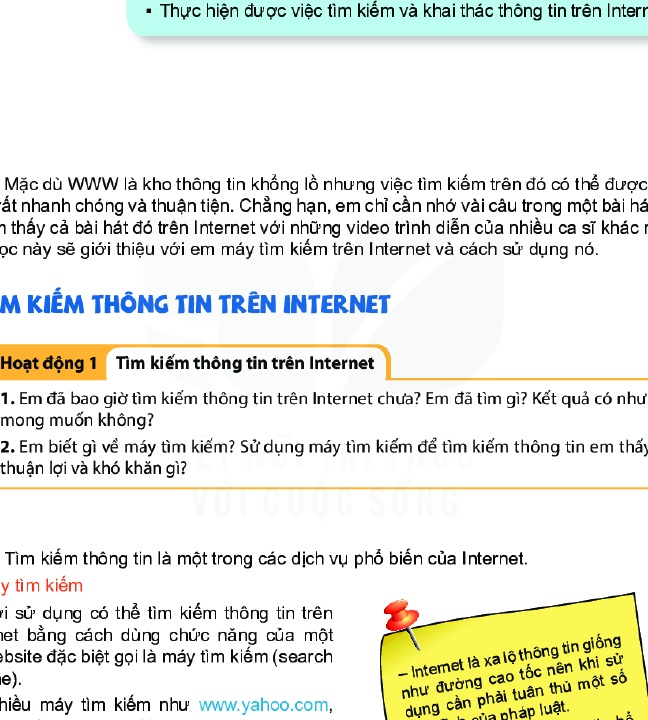 ▪ Thực hiện được việc tìm kiếm và khai thác thông tin trên Intern
Mặc dù WWW là kho thông tin khổng lồ nhưng việc tìm kiếm trên đó có thể được
rất nhanh chóng và thuận tiện. Chẳng hạn, em chỉ cần nhớ vài câu trong một bài há
thấy cả bài hát đó trên Internet với những video trình diễn của nhiều ca sĩ khác
ọc này sẽ giới thiệu với em máy tìm kiếm trên Internet và cách sử dụng nó.
M KIẾM THÔNG TIN TRÊN INTERNET
Hoạt động 1 Tìm kiếm thông tin trên Internet
1. Em đã bao giờ tìm kiếm thông tin trên Internet chưa? Em đã tìm gì? Kết quả có như
mong muốn không?
2. Em biết gì về máy tìm kiếm? Sử dụng máy tìm kiếm để tìm kiếm thông tin em thấy
thuận lợi và khó khăn gì?
VỚI CUỘC SỐNG
Tìm kiếm thông tin là một trong các dịch vụ phổ biến của Internet.
y tìm kiếm
ời sử dụng có thể tìm kiếm thông tin trên
net bằng cách dùng chức năng của một
ebsite đặc biệt gọi là máy tìm kiếm (search
ne).
hiều máy tìm kiếm như www.yahoo.com,
– Internet là xa lộ thông tin giống
như đường cao tốc nên khi sử
dụng cần phải tuân thủ một số
của pháp luật.